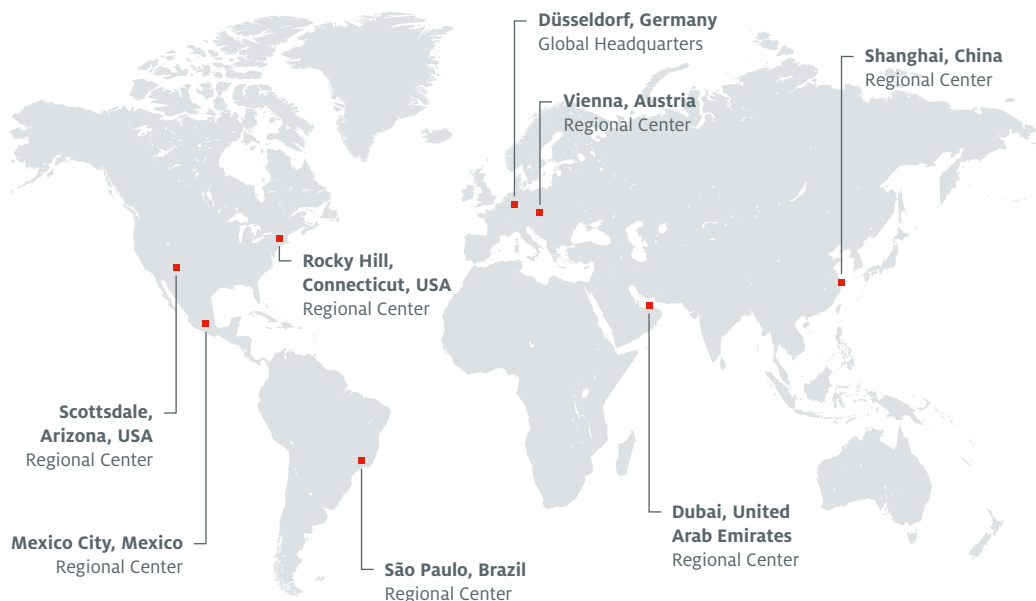 Düsseldorf, Germany
Global Headquarters
Shanghai, China
Regional Center
Vienna, Austria
Regional Center
Rocky Hill,
Connecticut, USA
Regional Center
Scottsdale,
Arizona, USA
Regional Center
Mexico City, Mexico
Regional Center
São Paulo, Brazil
Regional Center
Dubai, United
Arab Emirates
Regional Center